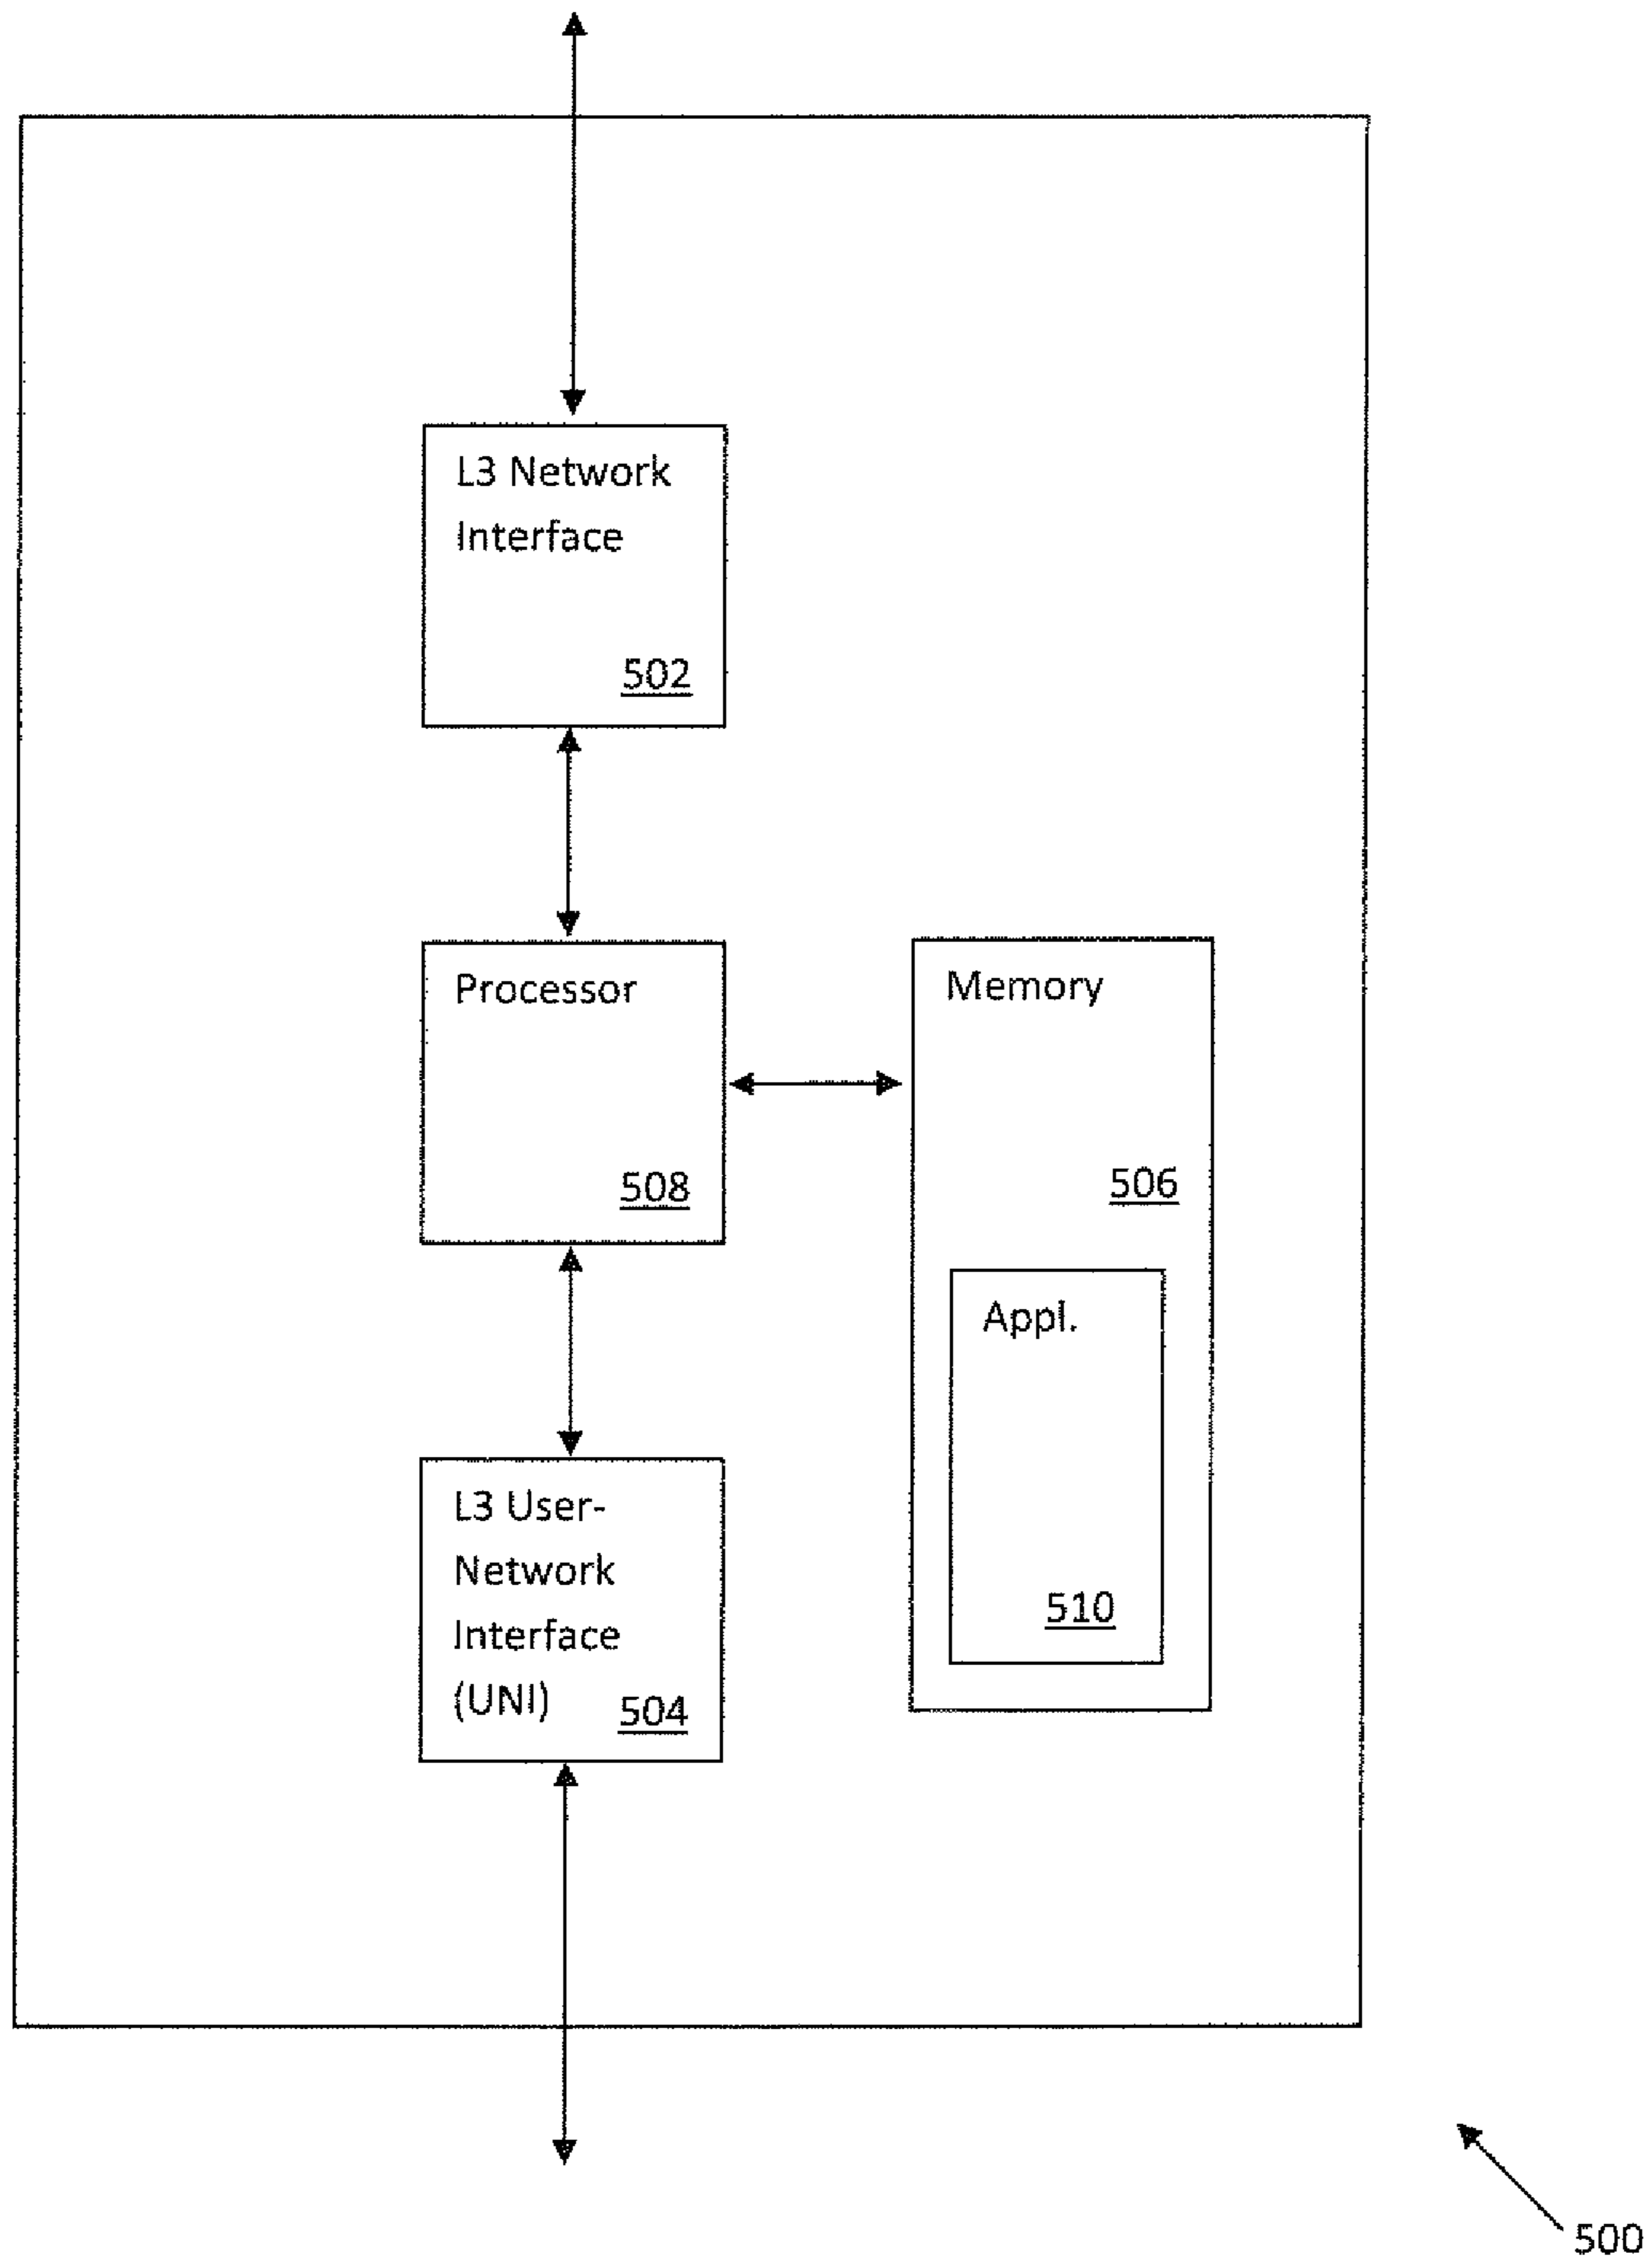 L3 Network
Interface
502
Processor
508
Memory
506
Appl.
510
L3 User-
Network
Interface
(UNI)
504
500